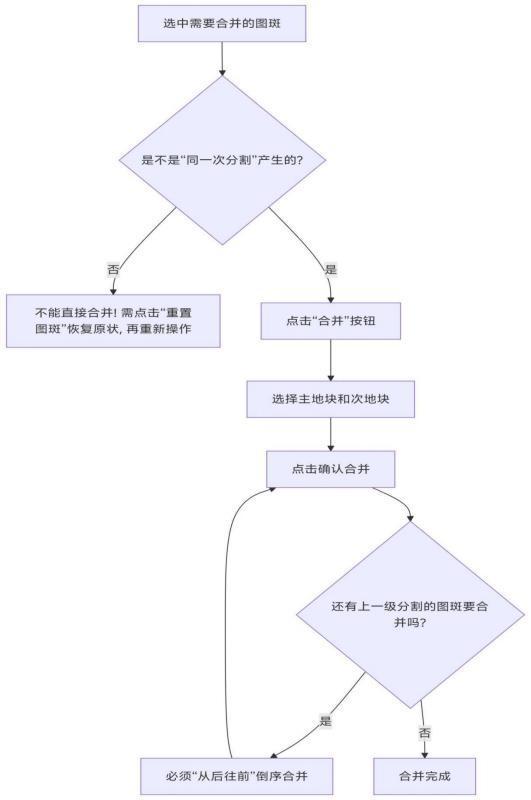 选中需要合并的图斑
是不是“同一次分割”产生的?
否
是
不能直接合并! 需点击“重置
图斑”恢复原状, 再重新操作
点击“合并”按钮
选择主地块和次地块
点击确认合并
还有上一级分割的图斑要合
并吗?
是
否
必须“从后往前”倒序合并
合并完成